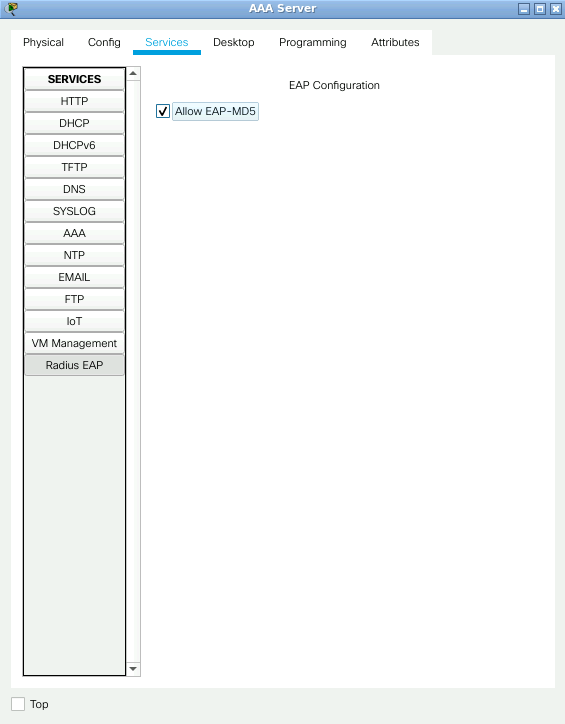 AAA Server
Physical Config Services Desktop Programming Attributes
SERVICES
HTTP
DHCP
DHCPv6
TFTP
DNS
SYSLOG
AAA
NTP
EMAIL
FTP
IoT
VM Management
Radius EAP
EAP Configuration
Allow EAP-MD5
Top